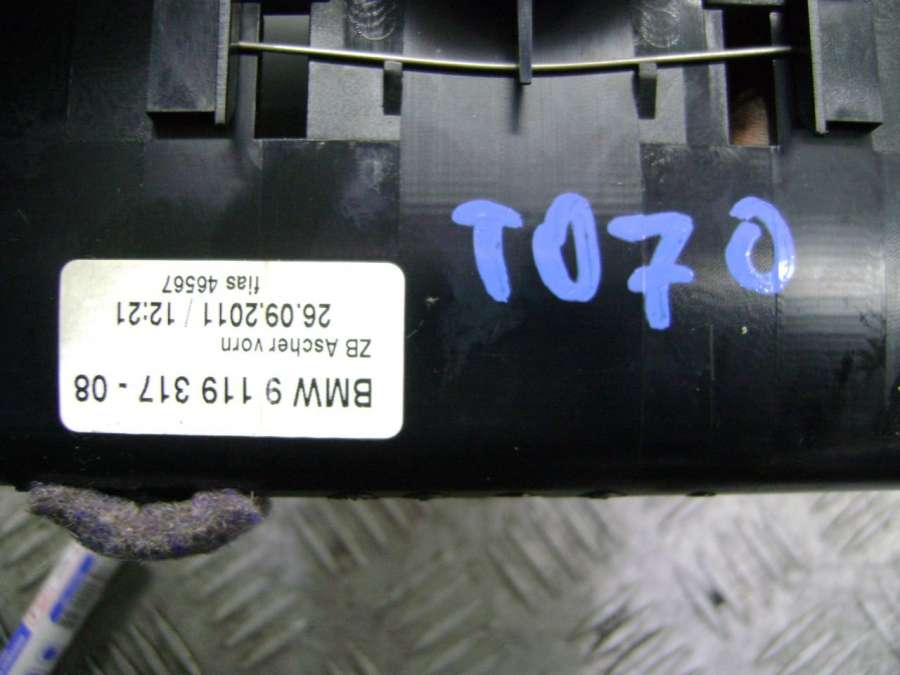 T070
BMW 9 119 317 - 08
ZB Ascher vorn
26.09.2011 / 12:21
fias 46567